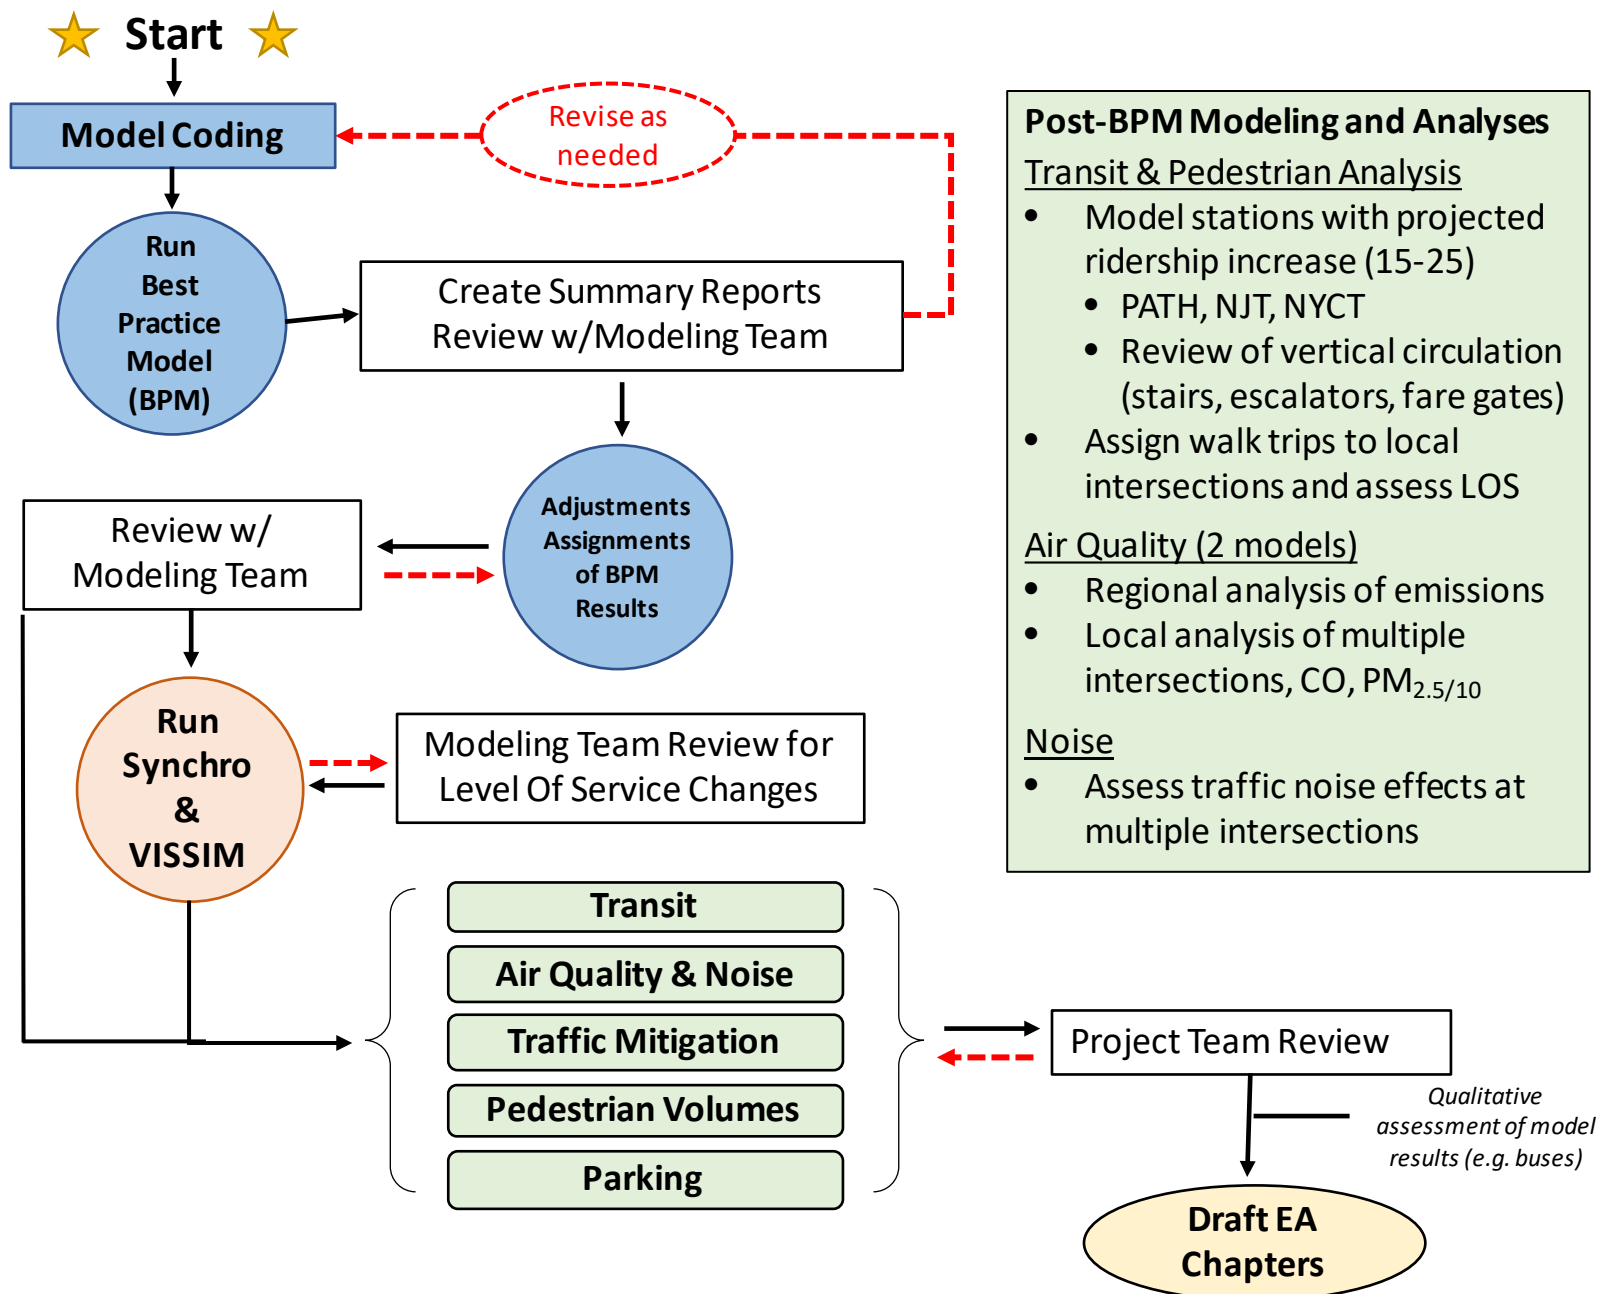 Start
Model Coding
Revise as
needed
Run
Best
Practice
Model
(BPM)
Create Summary Reports
Review w/Modeling Team
Adjustments
Assignments
of BPM
Results
Review w/
Modeling Team
Run
Synchro
&
VISSIM
Modeling Team Review for
Level Of Service Changes
Transit
Air Quality & Noise
Traffic Mitigation
Pedestrian Volumes
Parking
Project Team Review
Qualitative
assessment of model
results (e.g. buses)
Draft EA
Chapters
Post-BPM Modeling and Analyses
Transit & Pedestrian Analysis
• Model stations with projected
ridership increase (15-25)
• PATH, NJT, NYCT
• Review of vertical circulation
(stairs, escalators, fare gates)
• Assign walk trips to local
intersections and assess LOS
Air Quality (2 models)
• Regional analysis of emissions
• Local analysis of multiple
intersections, CO, PM2.5/10
Noise
• Assess traffic noise effects at
multiple intersections